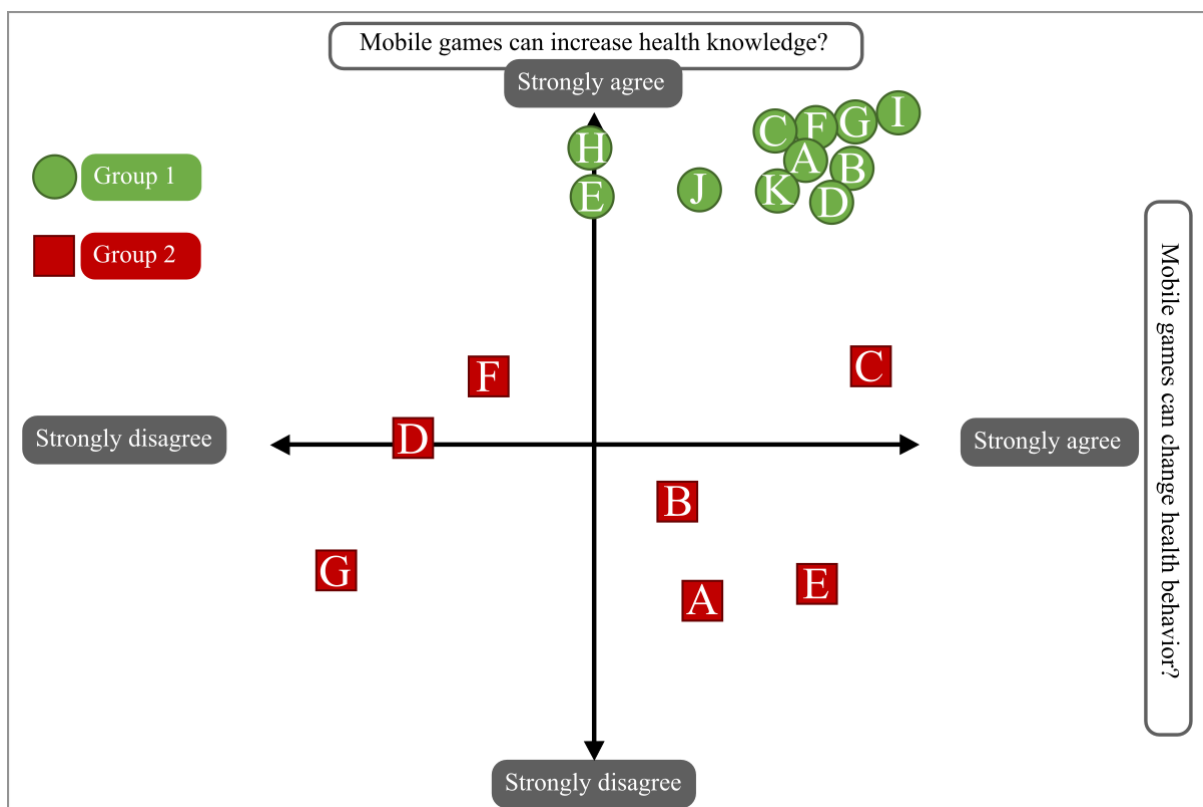 Mobile games can increase health knowledge?
Strongly agree
C F G I
H A B
E J K D
Group 1
Group 2
F C
Strongly disagree
D
Strongly agree
B
G A E
Strongly disagree
Mobile games can change health behavior?